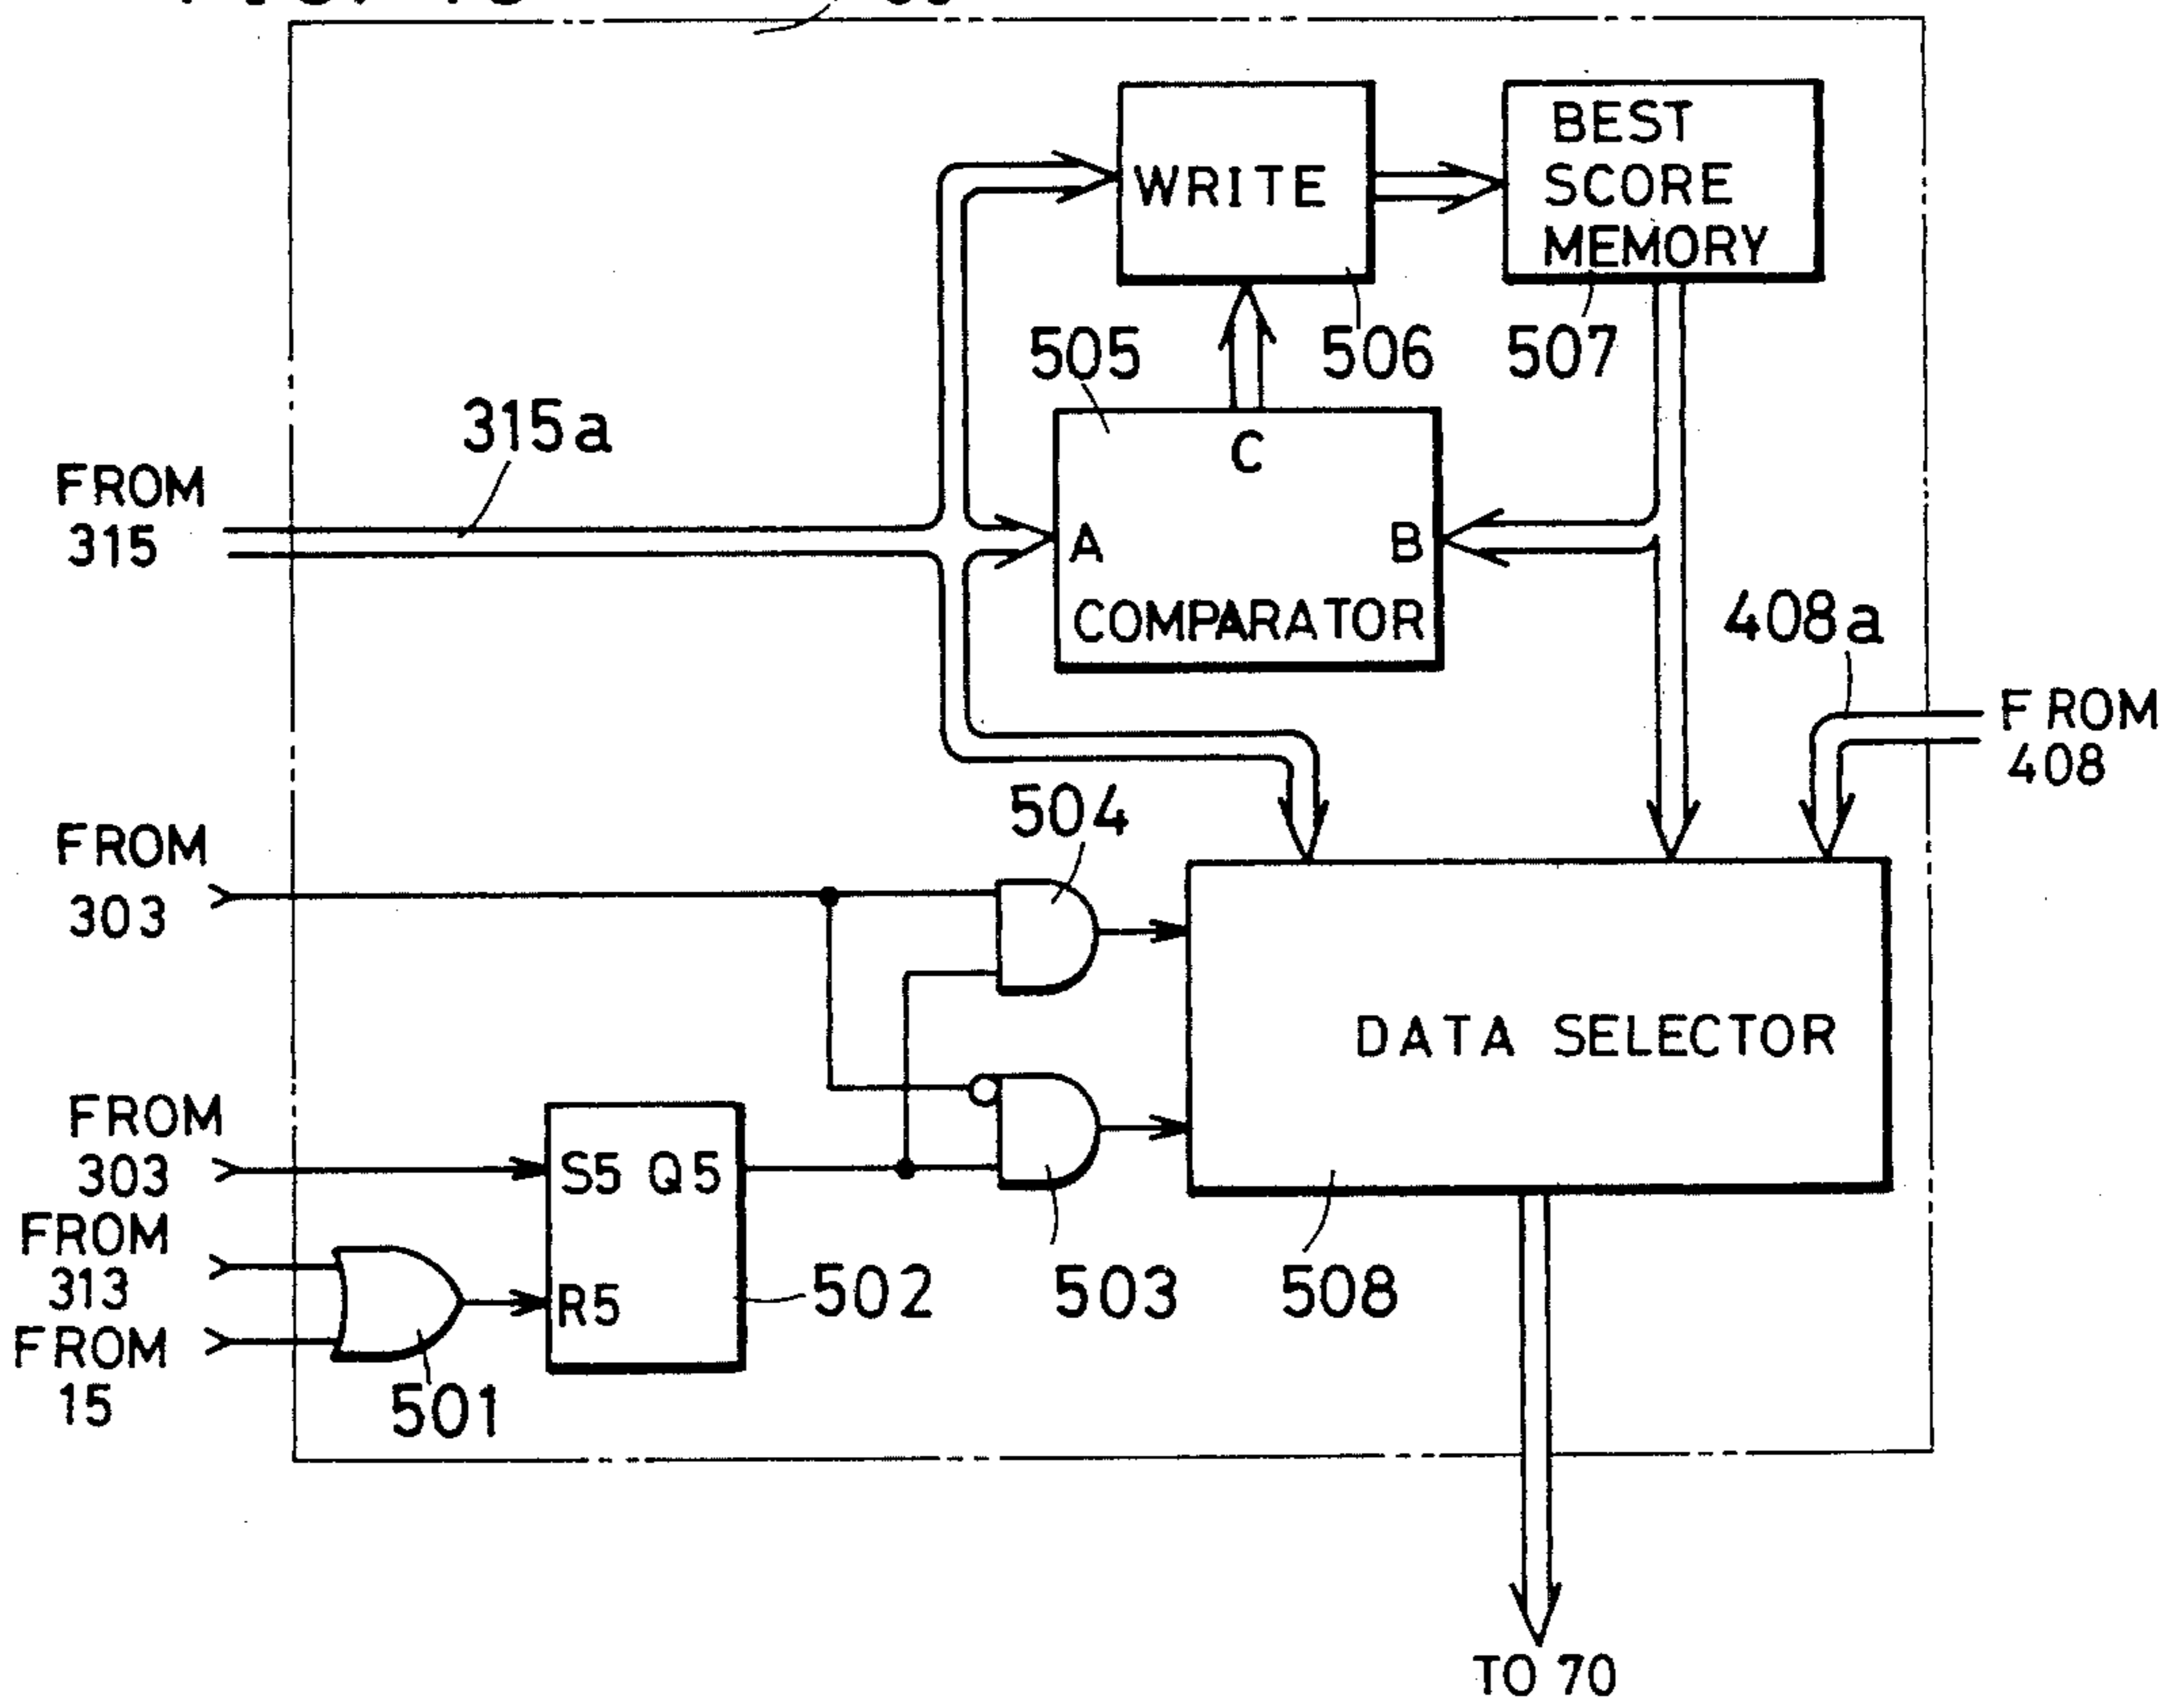 WRITE
BEST
SCORE
MEMORY
505
506
507
315a
C
FROM
315
A
B
COMPARATOR
408a
FROM
408
504
FROM
303
DATA SELECTOR
FROM
303
S5 Q5
FROM
313
R5
502
503
508
FROM
15
501
TO 70